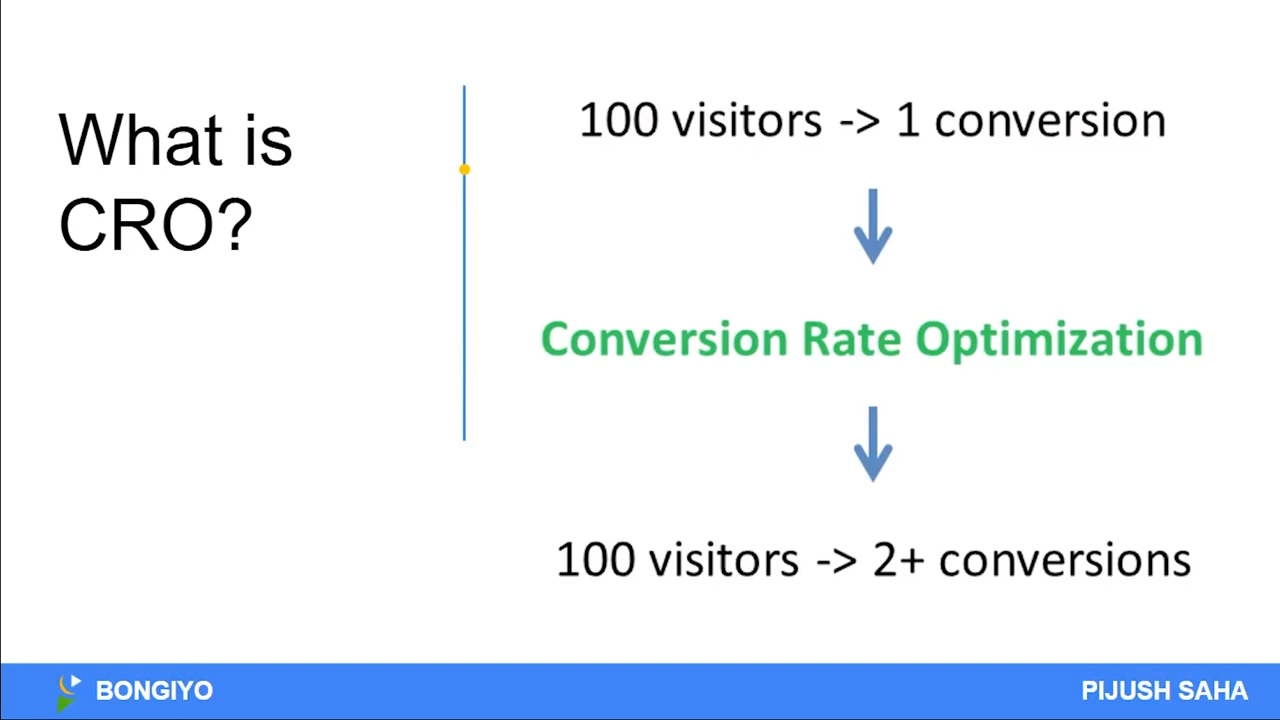 What is
CRO?
100 visitors -> 1 conversion
Conversion Rate Optimization
100 visitors -> 2+ conversions
BONGIYO
PIJUSH SAHA